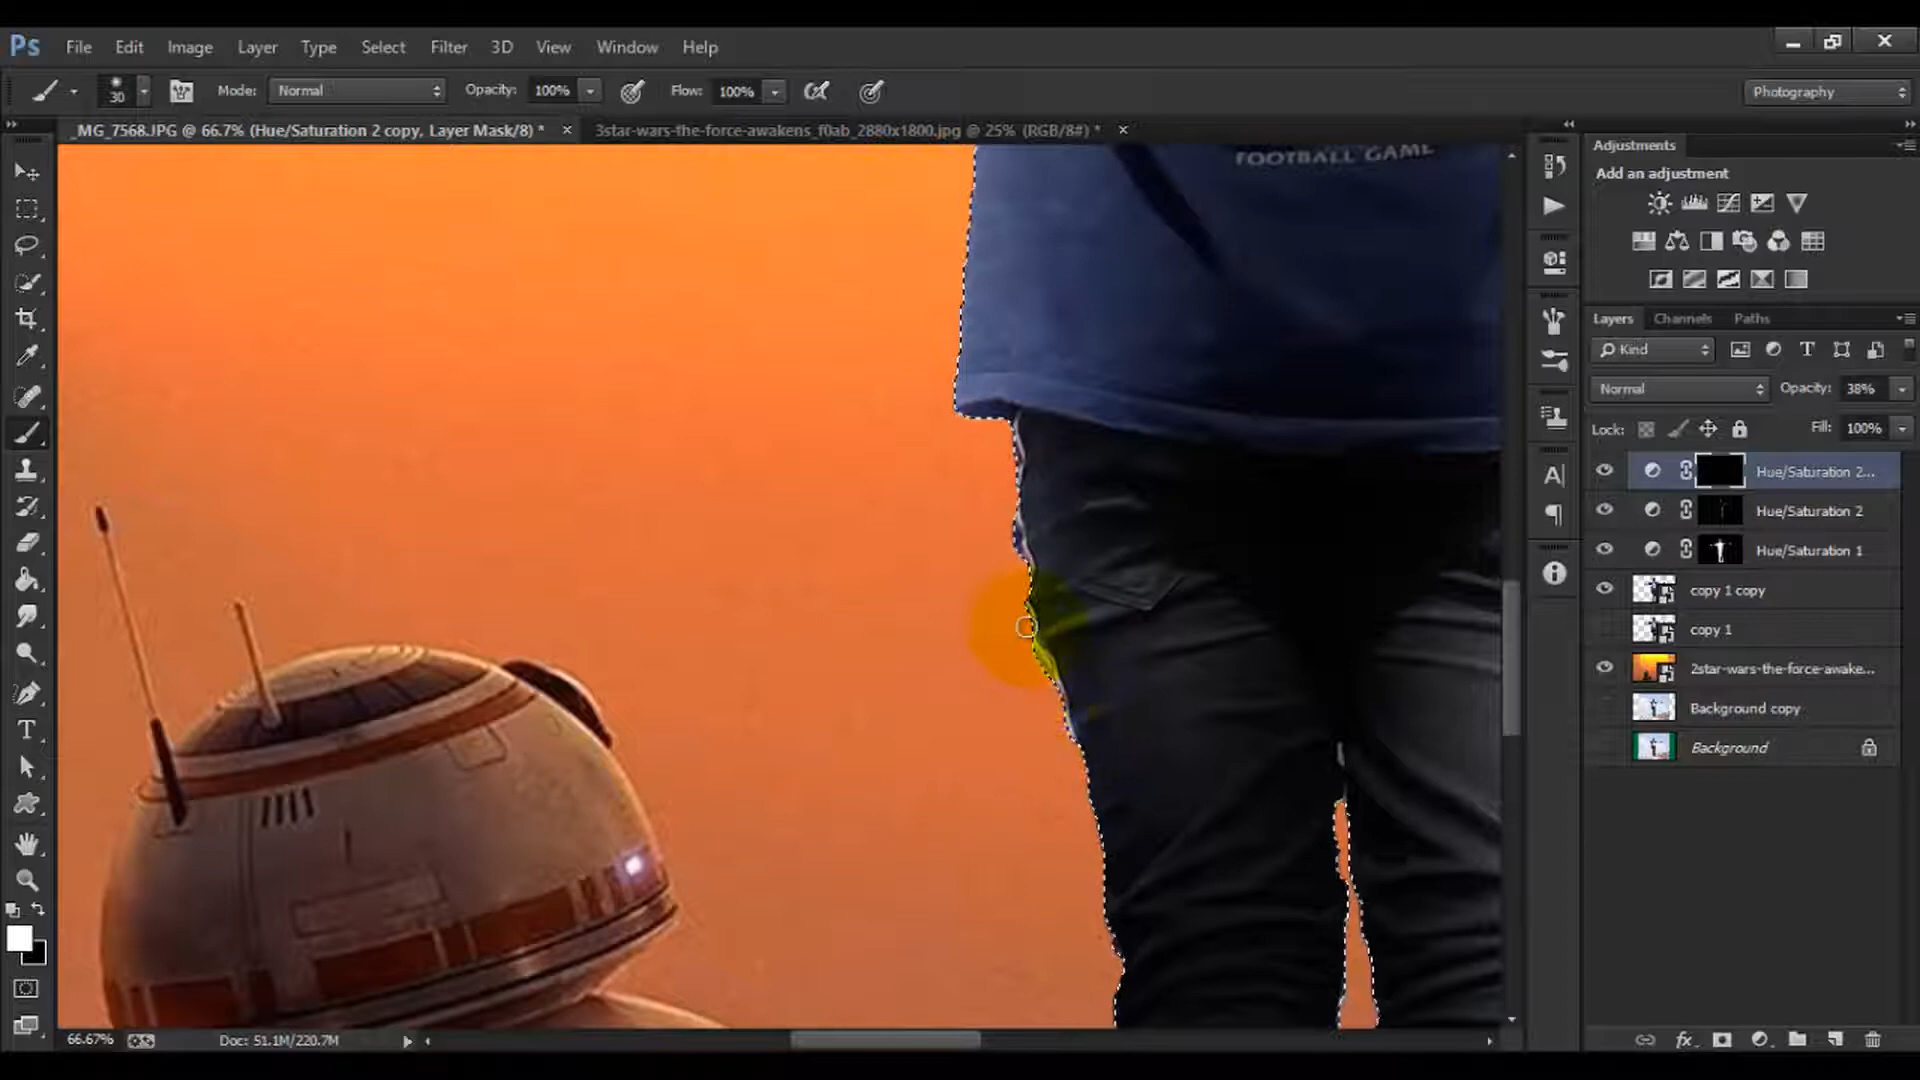 Ps File Edit Image Layer Type Select Filter 3D View Window Help
30 Mode: Normal Opacity: 100% Flow: 100% Photography
_MG_7568.JPG @ 66.7% (Hue/Saturation 2 copy, Layer Mask/8) * 3star-wars-the-force-awakens_f0ab_2880x1800.jpg @ 25% (RGB/8#) *
FOOTBALL GAME
Adjustments
Add an adjustment
Layers Channels Paths
Kind
Normal Opacity: 38%
Lock: Fill: 100%
Hue/Saturation 2...
Hue/Saturation 2
Hue/Saturation 1
copy 1 copy
copy 1
2star-wars-the-force-awake...
Background copy
Background
66.67% Doc: 51.1M/220.7M